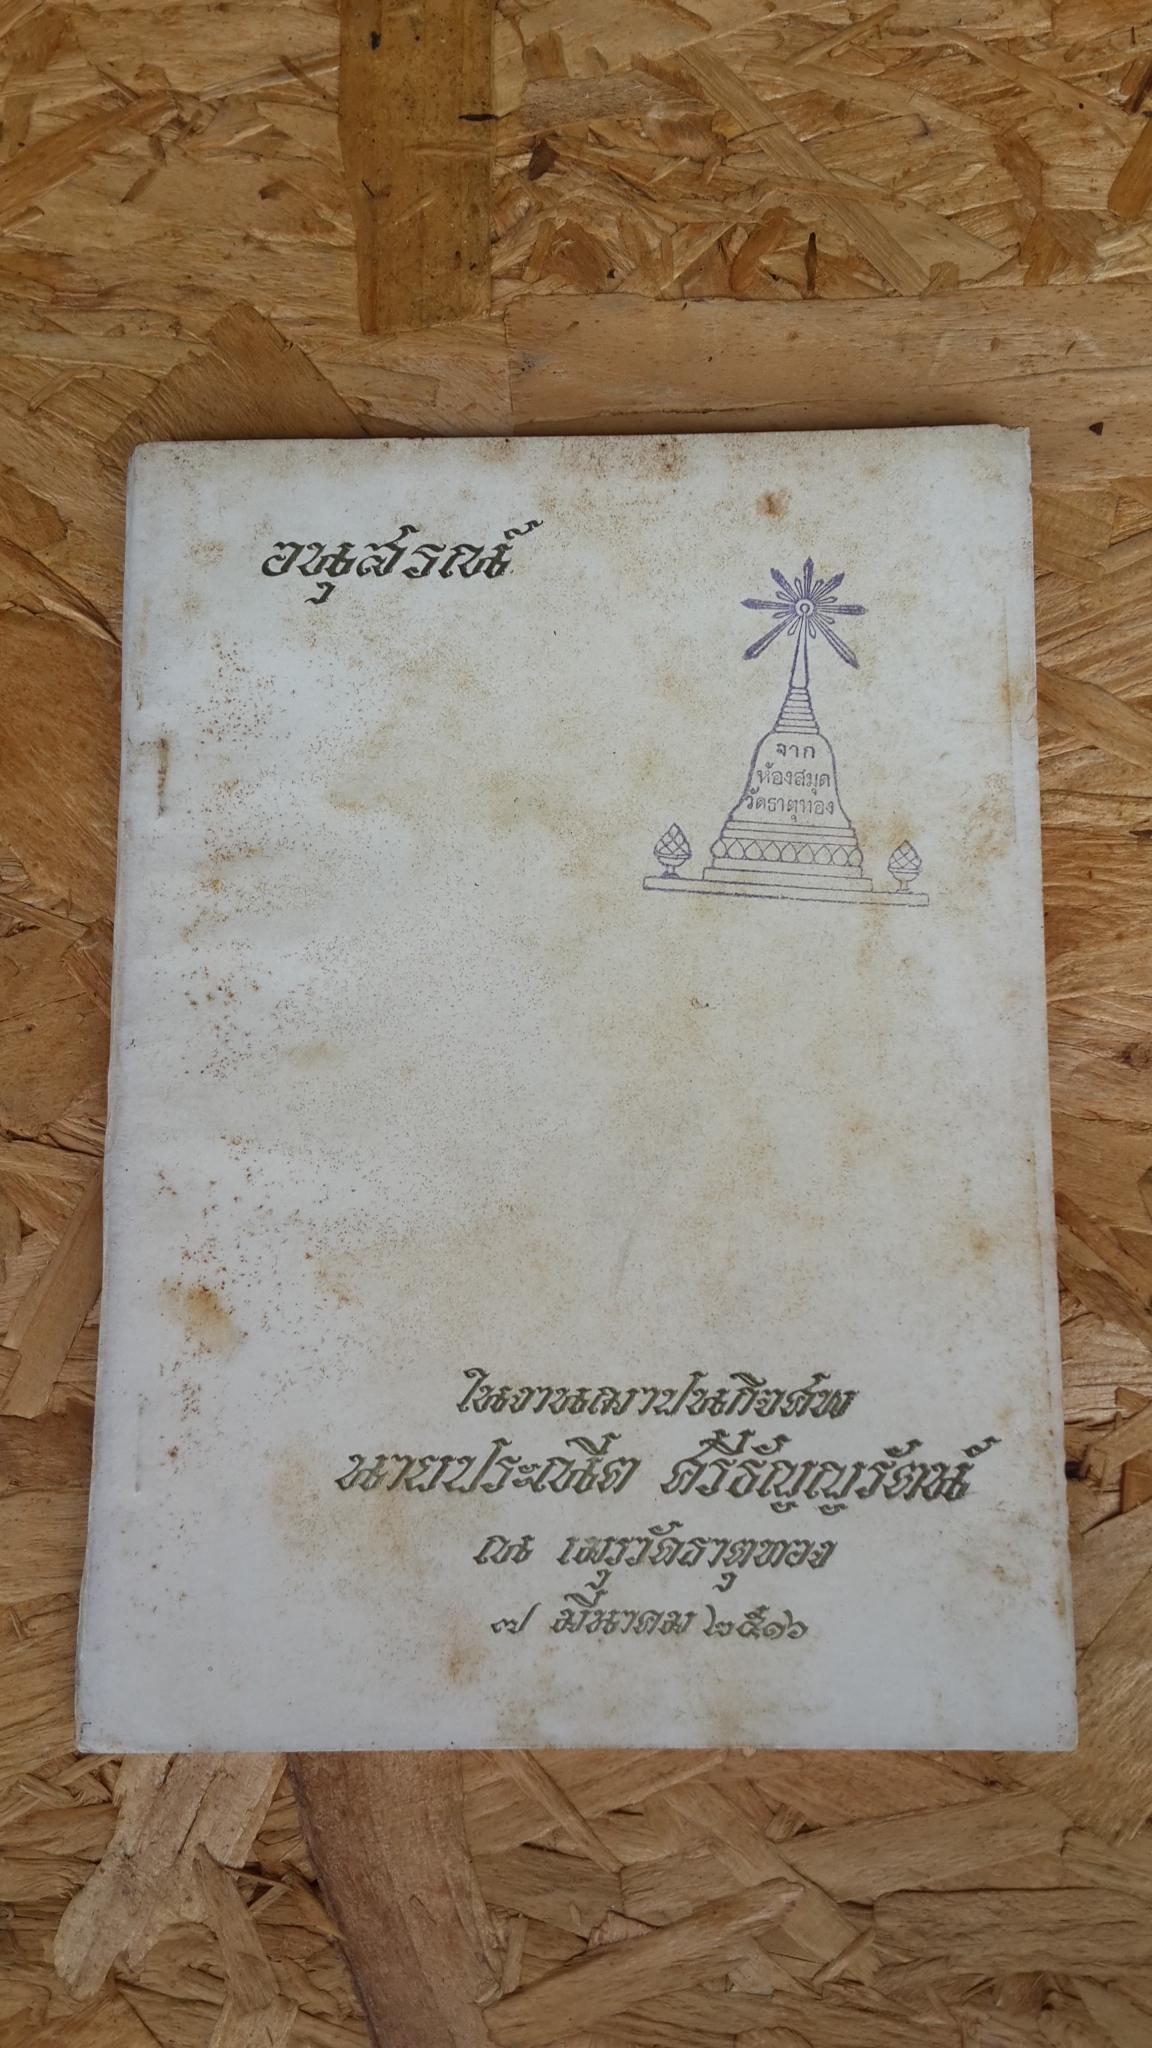 อนุสรณ์
จาก
ห้องสมุด
วัดธาตุทอง
ในงานฌาปนกิจศพ
นายประณีต ศรีธัญญรัตน์
ณ เมรุวัดธาตุทอง
๗ มีนาคม ๒๕๑๖